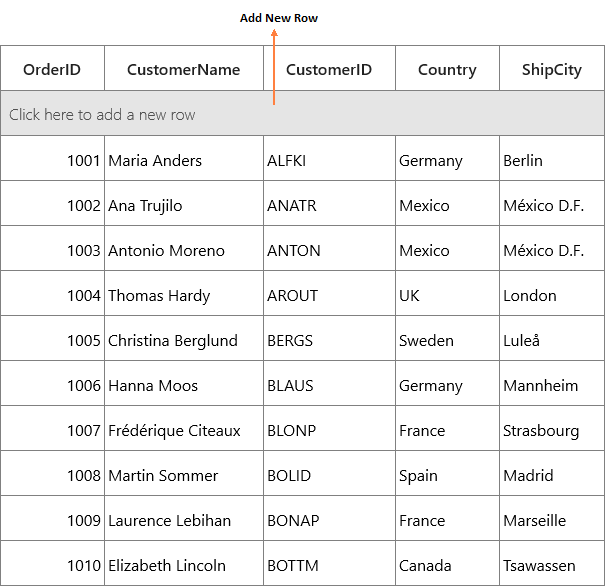 Add New Row
OrderID CustomerName CustomerID Country ShipCity
Click here to add a new row
1001 Maria Anders ALFKI Germany Berlin
1002 Ana Trujilo ANATR Mexico México D.F.
1003 Antonio Moreno ANTON Mexico México D.F.
1004 Thomas Hardy AROUT UK London
1005 Christina Berglund BERGS Sweden Luleå
1006 Hanna Moos BLAUS Germany Mannheim
1007 Frédérique Citeaux BLONP France Strasbourg
1008 Martin Sommer BOLID Spain Madrid
1009 Laurence Lebihan BONAP France Marseille
1010 Elizabeth Lincoln BOTTM Canada Tsawassen